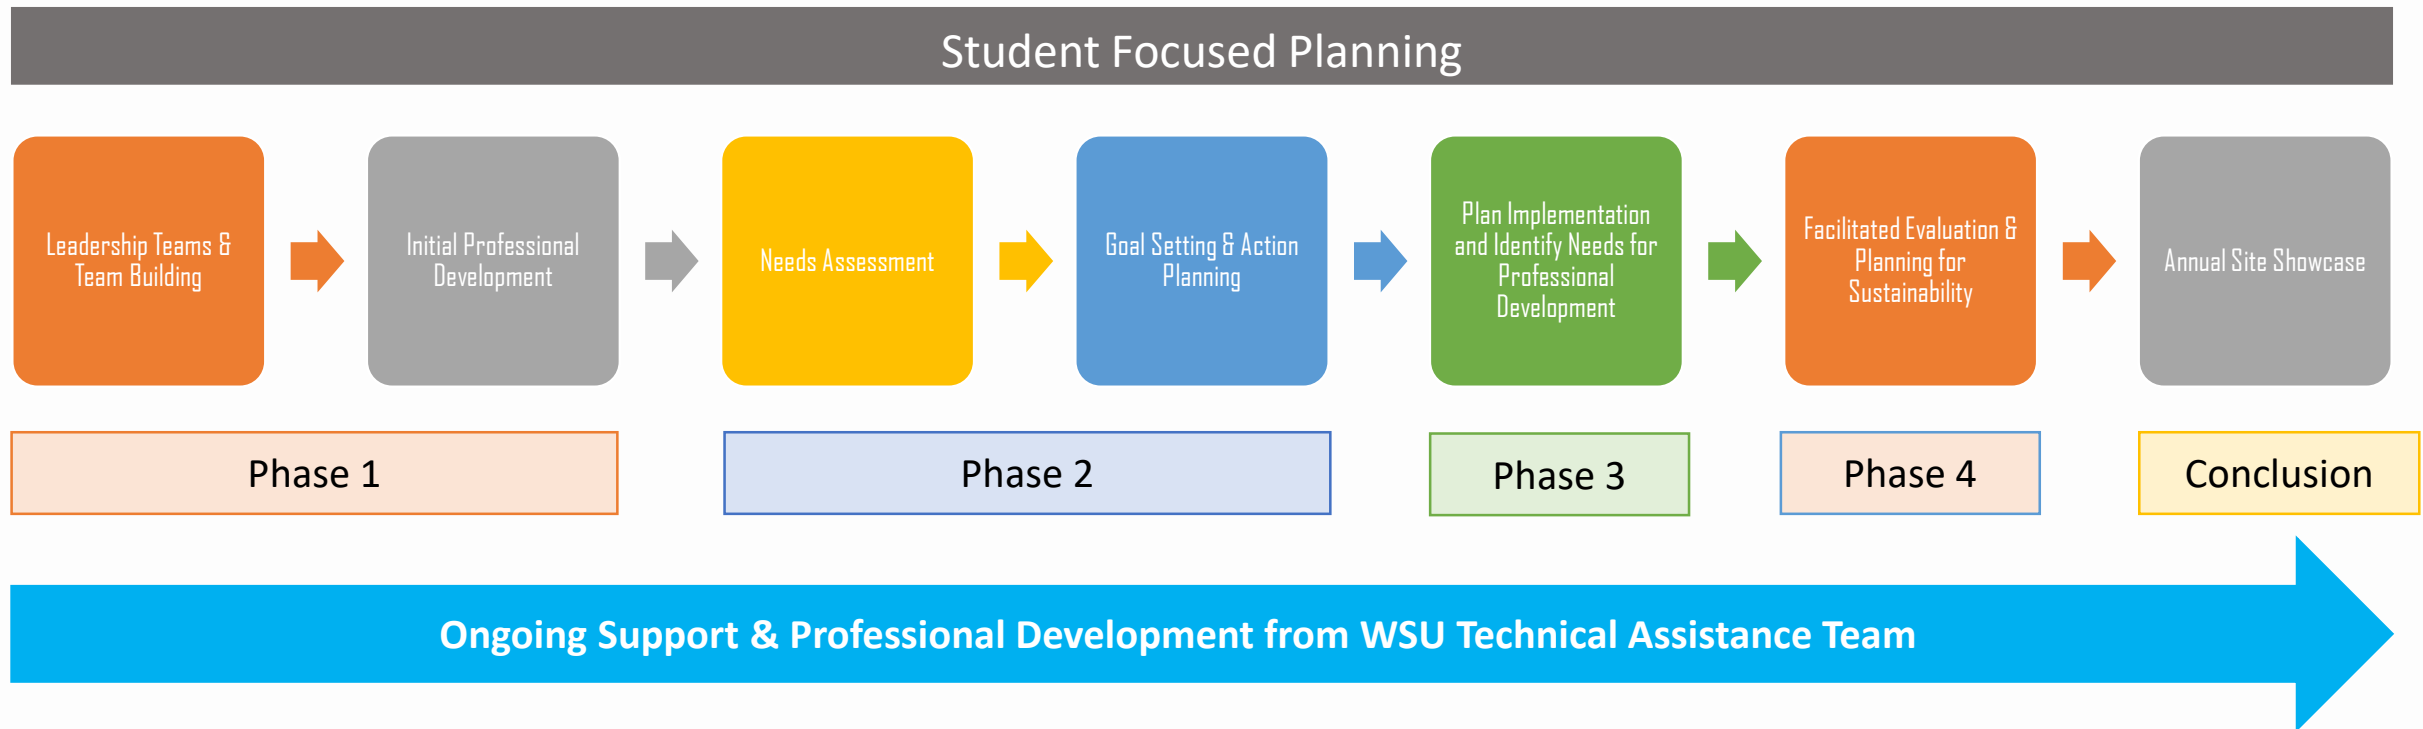 Student Focused Planning
Leadership Teams &
Team Building
Initial Professional
Development
Needs Assessment
Goal Setting & Action
Planning
Plan Implementation
and Identify Needs for
Professional
Development
Facilitated Evaluation &
Planning for
Sustainability
Annual Site Showcase
Phase 1
Phase 2
Phase 3
Phase 4
Conclusion
Ongoing Support & Professional Development from WSU Technical Assistance Team